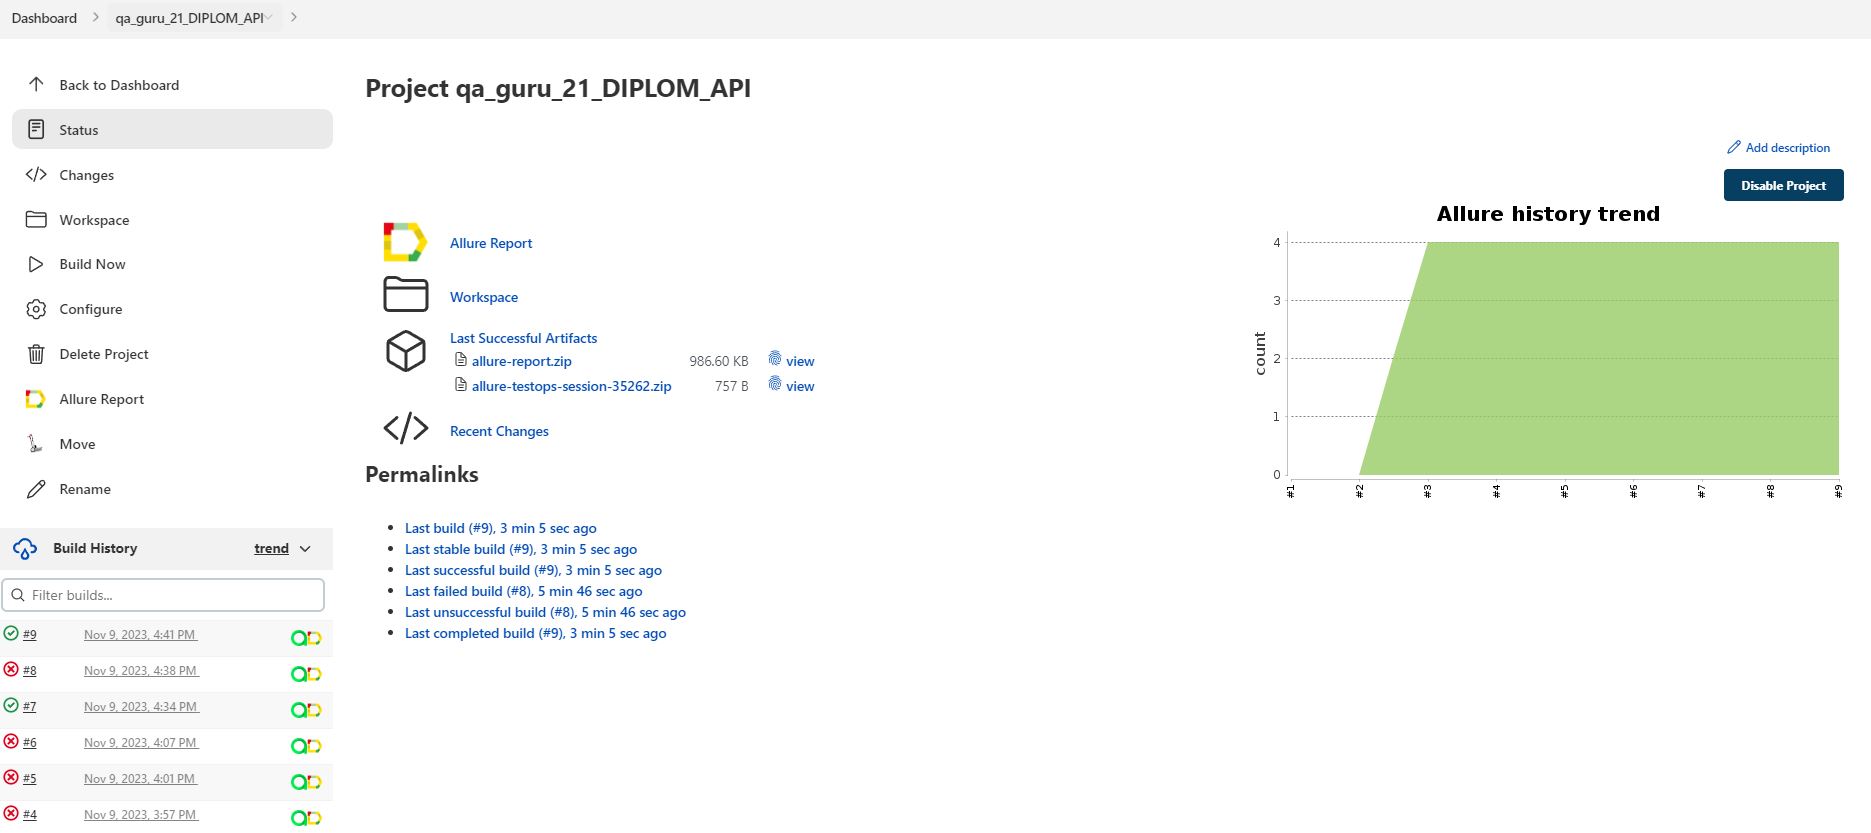 Dashboard
qa_guru_21_DIPLOM_API
Back to Dashboard
Status
Changes
Workspace
Build Now
Configure
Delete Project
Allure Report
Move
Rename
Build History
trend
Filter builds...
#9 Nov 9, 2023, 4:41 PM
#8 Nov 9, 2023, 4:38 PM
#7 Nov 9, 2023, 4:34 PM
#6 Nov 9, 2023, 4:07 PM
#5 Nov 9, 2023, 4:01 PM
#4 Nov 9, 2023, 3:57 PM
Project qa_guru_21_DIPLOM_API
Add description
Disable Project
Allure Report
Workspace
Last Successful Artifacts
allure-report.zip 986.60 KB view
allure-testops-session-35262.zip 757 B view
Recent Changes
Permalinks
Last build (#9), 3 min 5 sec ago
Last stable build (#9), 3 min 5 sec ago
Last successful build (#9), 3 min 5 sec ago
Last failed build (#8), 5 min 46 sec ago
Last unsuccessful build (#8), 5 min 46 sec ago
Last completed build (#9), 3 min 5 sec ago
Allure history trend
count
4
3
2
1
0
#1 #2 #3 #4 #5 #6 #7 #8 #9